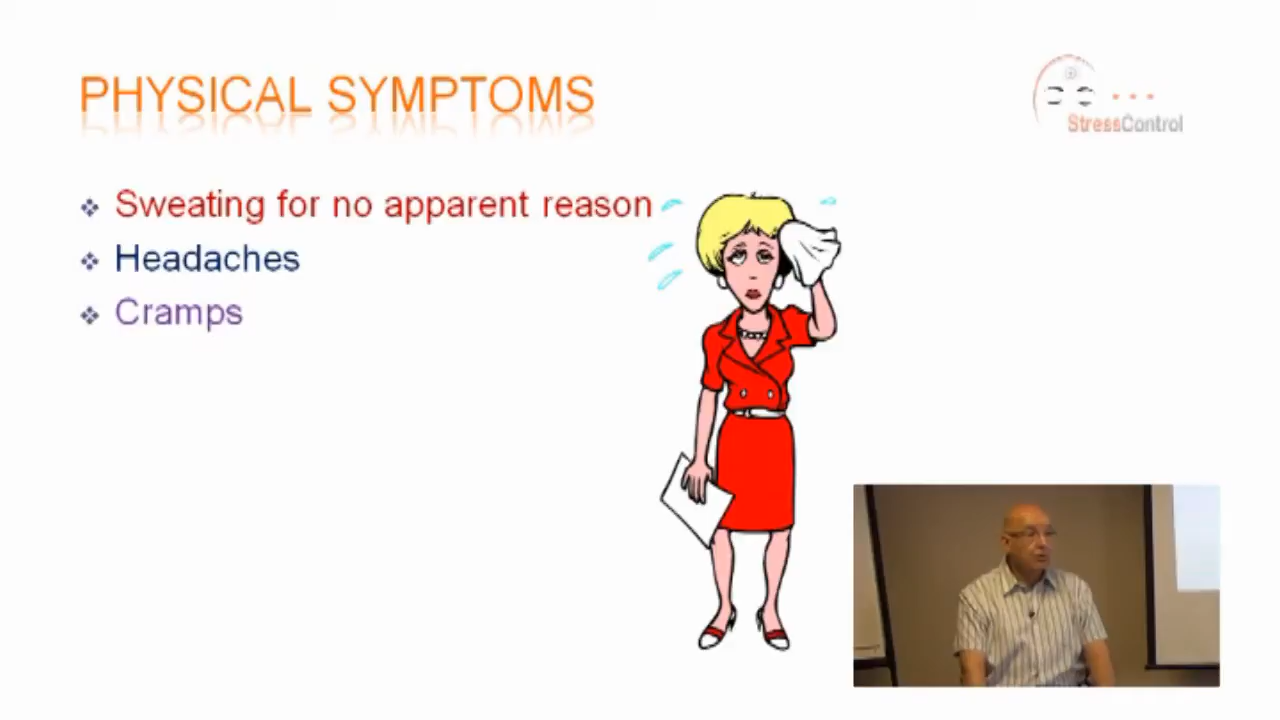 PHYSICAL SYMPTOMS
StressControl
Sweating for no apparent reason
Headaches
Cramps